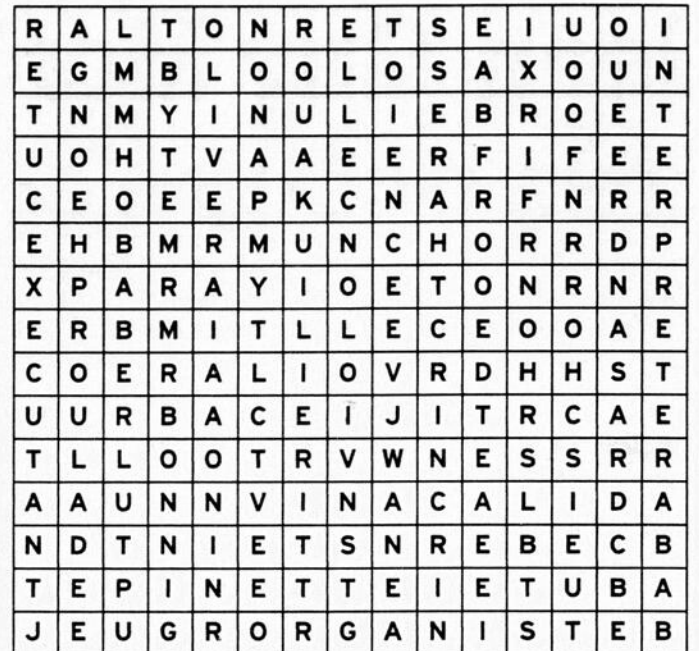 R A L T O N R E T S E I U O I
E G M B L O O L O S A X O U N
T N M Y I N U L I E B R O E T
U O H T V A A E E R F I F E E
C E O E E P K C N A R F N R R
E H B M R M U N C H O R R D P
X P A R A Y I O E T O N R N R
E R B M I T L L E C E O O A E
C O E R A L I O V R D H H S T
U U R B A C E I J I T R C A E
T L L O O T R V W N E S S R R
A A U N N V I N A C A L I D A
N D T N I E T S N R E B E C B
T E P I N E T T E I E T U B A
J E U G R O R G A N I S T E B